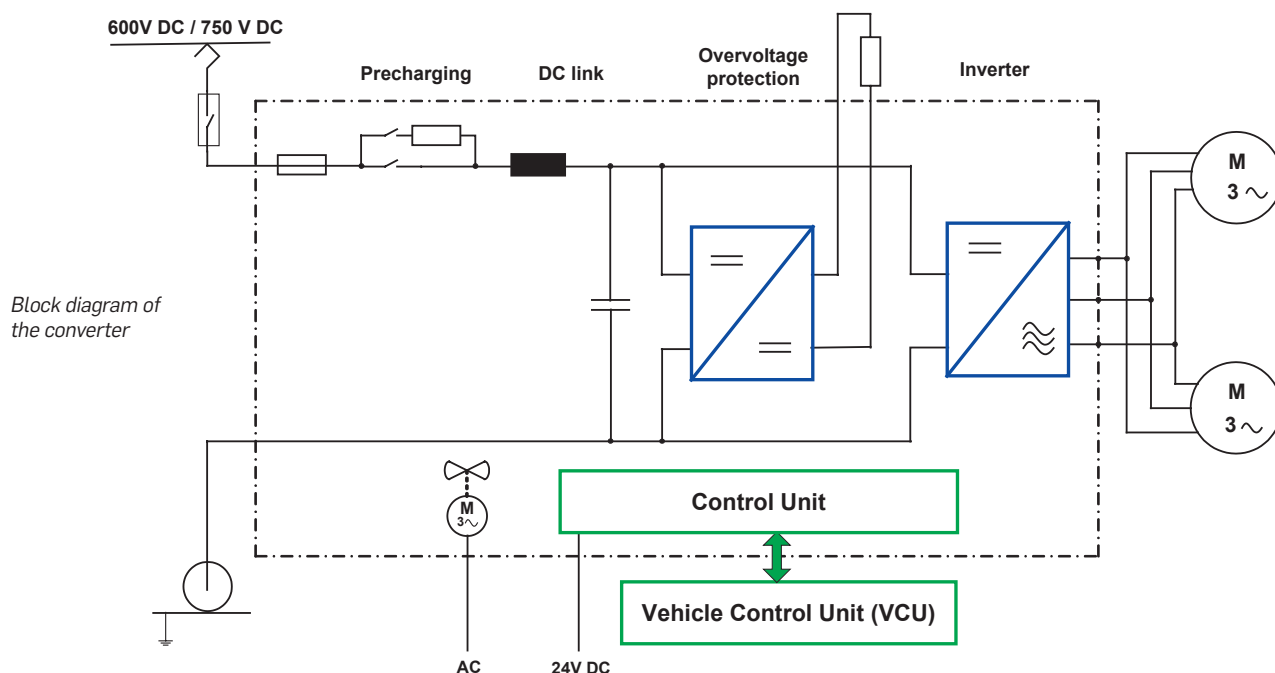 600V DC / 750 V DC
Precharging
DC link
Overvoltage
protection
Inverter
M
3
Block diagram of
the converter
M
3
M
3
Control Unit
Vehicle Control Unit (VCU)
AC
24V DC